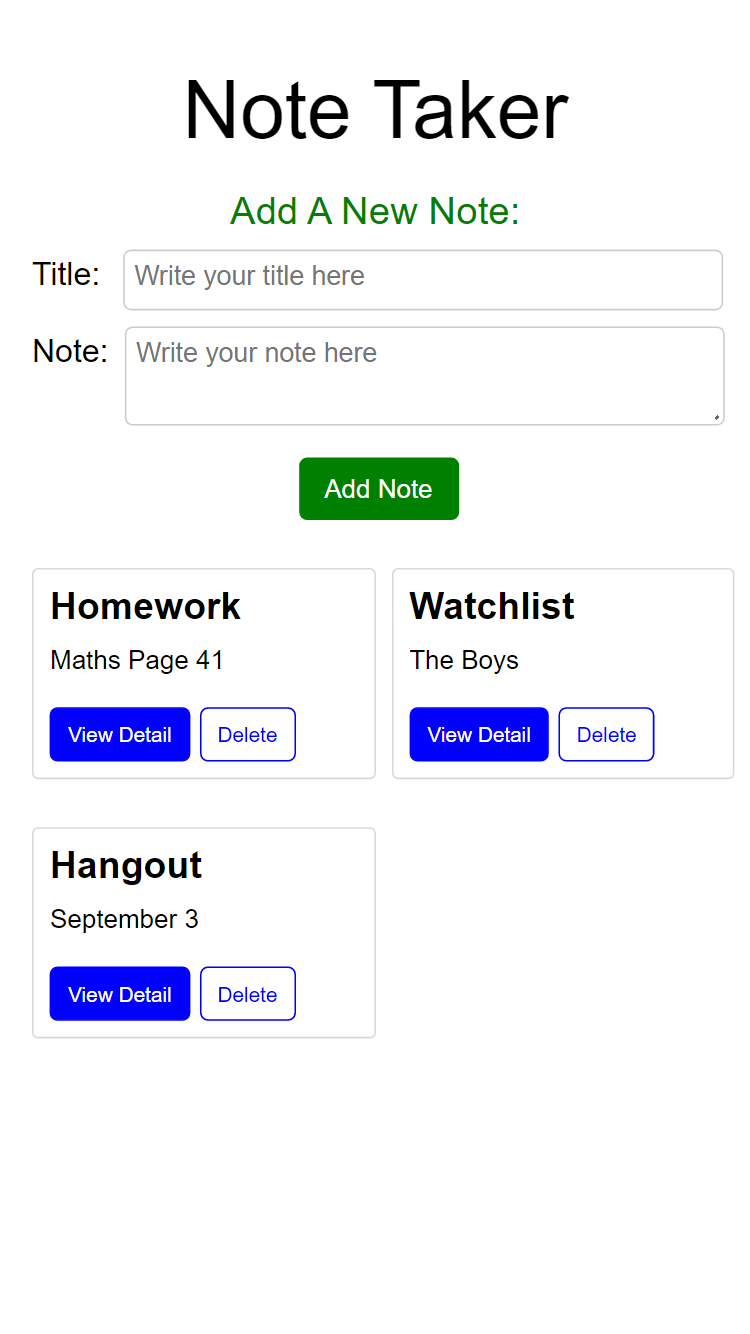 Note Taker
Add A New Note:
Title: Write your title here
Note: Write your note here
Add Note
Homework
Maths Page 41
View Detail Delete
Watchlist
The Boys
View Detail Delete
Hangout
September 3
View Detail Delete